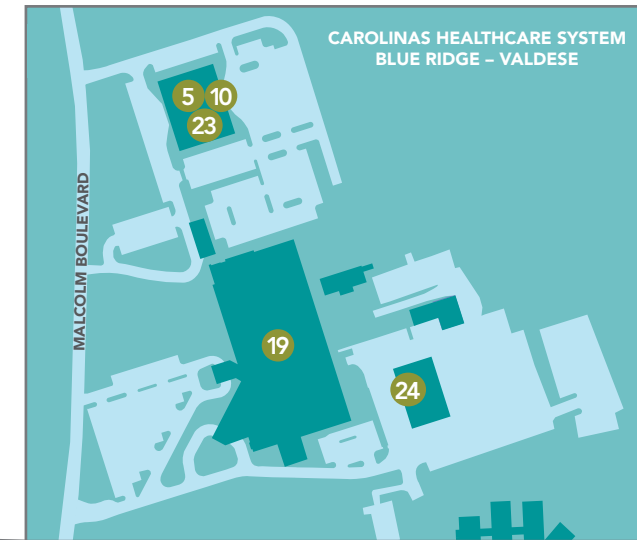 CAROLINAS HEALTHCARE SYSTEM
BLUE RIDGE – VALDESE
5 10
23
MALCOLM BOULEVARD
19
24